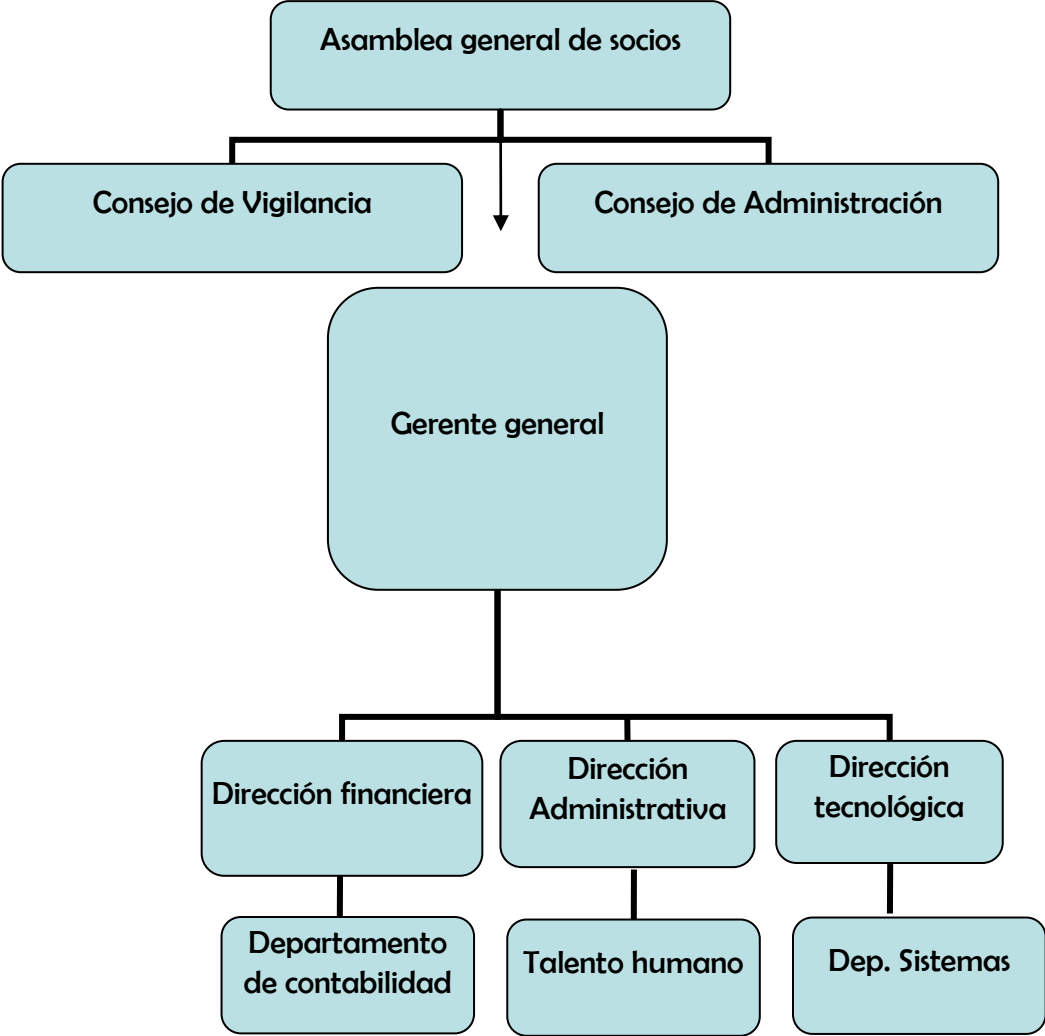 Asamblea general de socios
Consejo de Vigilancia
Consejo de Administración
Gerente general
Dirección financiera
Dirección
Administrativa
Dirección
tecnológica
Departamento
de contabilidad
Talento humano
Dep. Sistemas